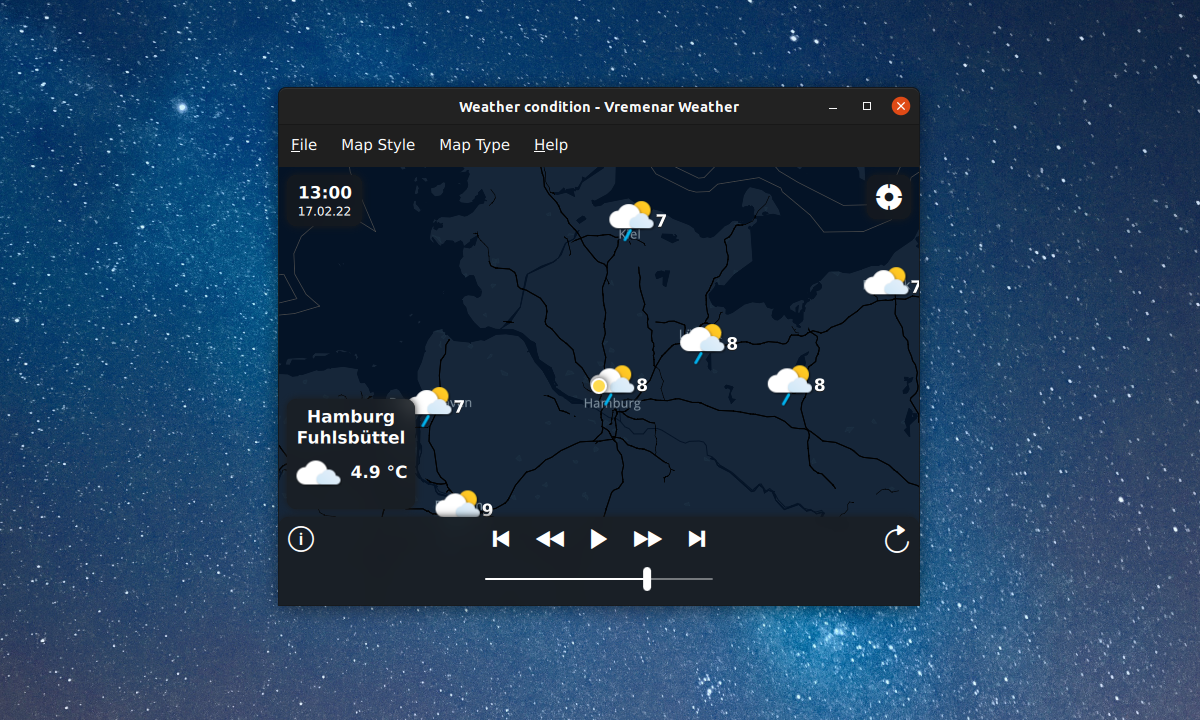 Weather condition - Vremenar Weather
File Map Style Map Type Help
13:00
17.02.22
7
Kiel
7
8
8
8
Hamburg
7
Hamburg
Fuhlsbüttel
4.9 °C
9